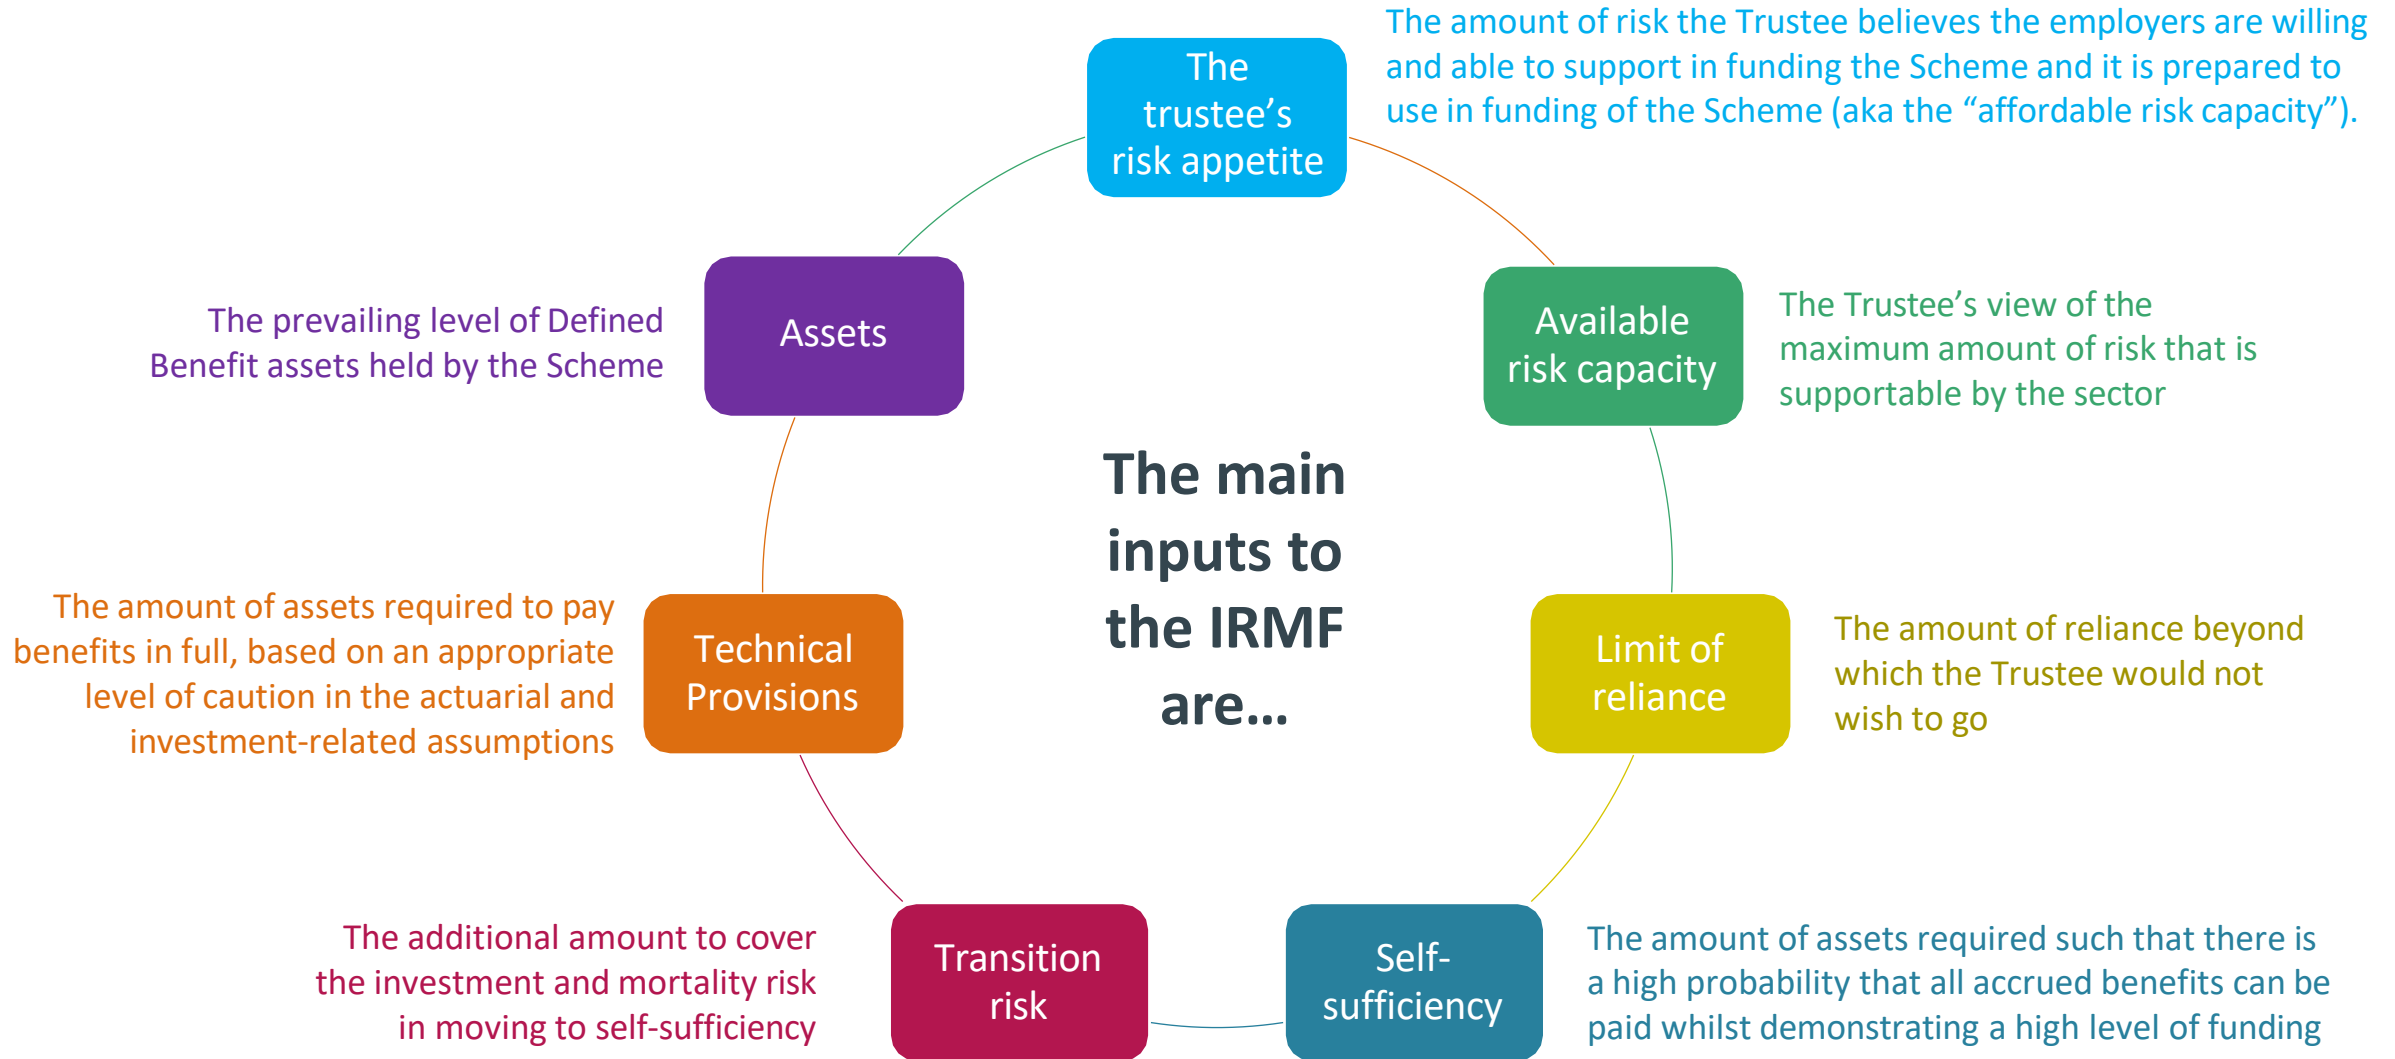 The amount of risk the Trustee believes the employers are willing
and able to support in funding the Scheme and it is prepared to
use in funding of the Scheme (aka the “affordable risk capacity”).
The
trustee’s
risk appetite
Available
risk capacity
The Trustee’s view of the
maximum amount of risk that is
supportable by the sector
Limit of
reliance
The amount of reliance beyond
which the Trustee would not
wish to go
Self-
sufficiency
The amount of assets required such that there is
a high probability that all accrued benefits can be
paid whilst demonstrating a high level of funding
Transition
risk
The additional amount to cover
the investment and mortality risk
in moving to self-sufficiency
Technical
Provisions
The amount of assets required to pay
benefits in full, based on an appropriate
level of caution in the actuarial and
investment-related assumptions
Assets
The prevailing level of Defined
Benefit assets held by the Scheme
The main
inputs to
the IRMF
are…